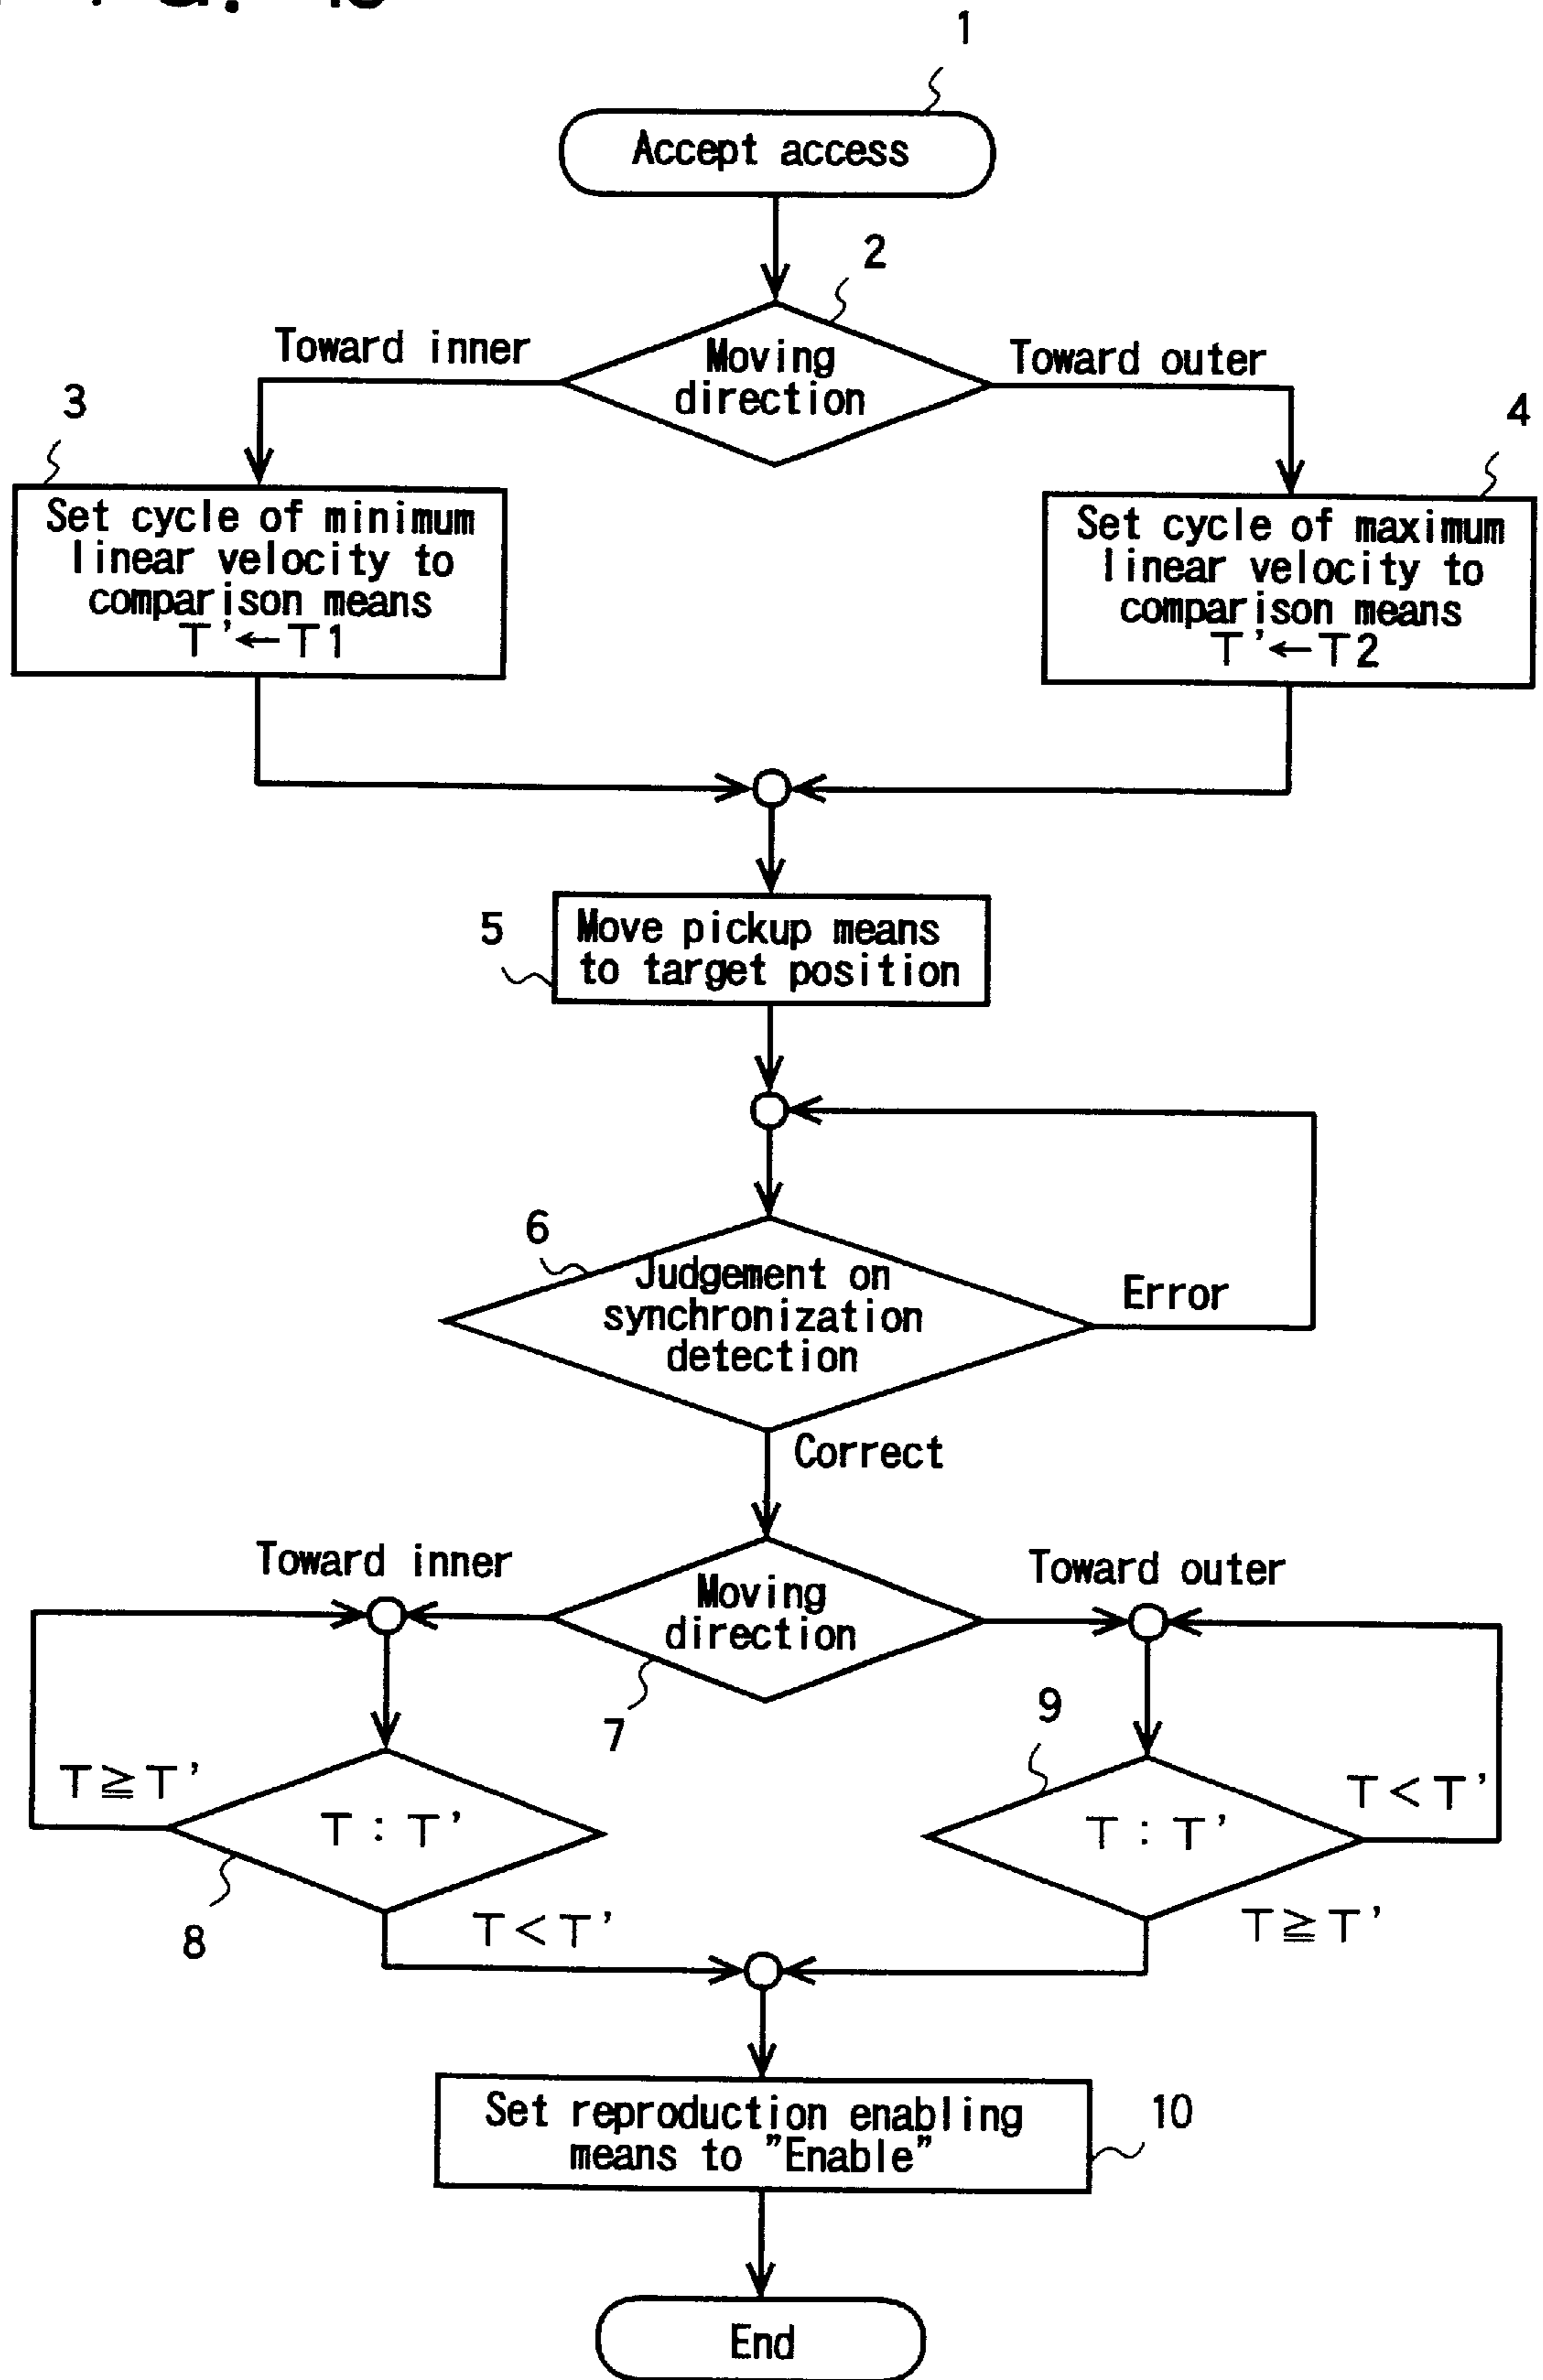 1
Accept access
2
Moving
direction
Toward inner
Toward outer
3
Set cycle of minimum
linear velocity to
comparison means
T'←T1
4
Set cycle of maximum
linear velocity to
comparison means
T'←T2
5
Move pickup means
to target position
6
Judgement on
synchronization
detection
Error
Correct
Toward inner
Moving
direction
Toward outer
7
T≧T'
T:T'
8
T<T'
9
T:T'
T<T'
T≧T'
Set reproduction enabling
means to "Enable"
10
End